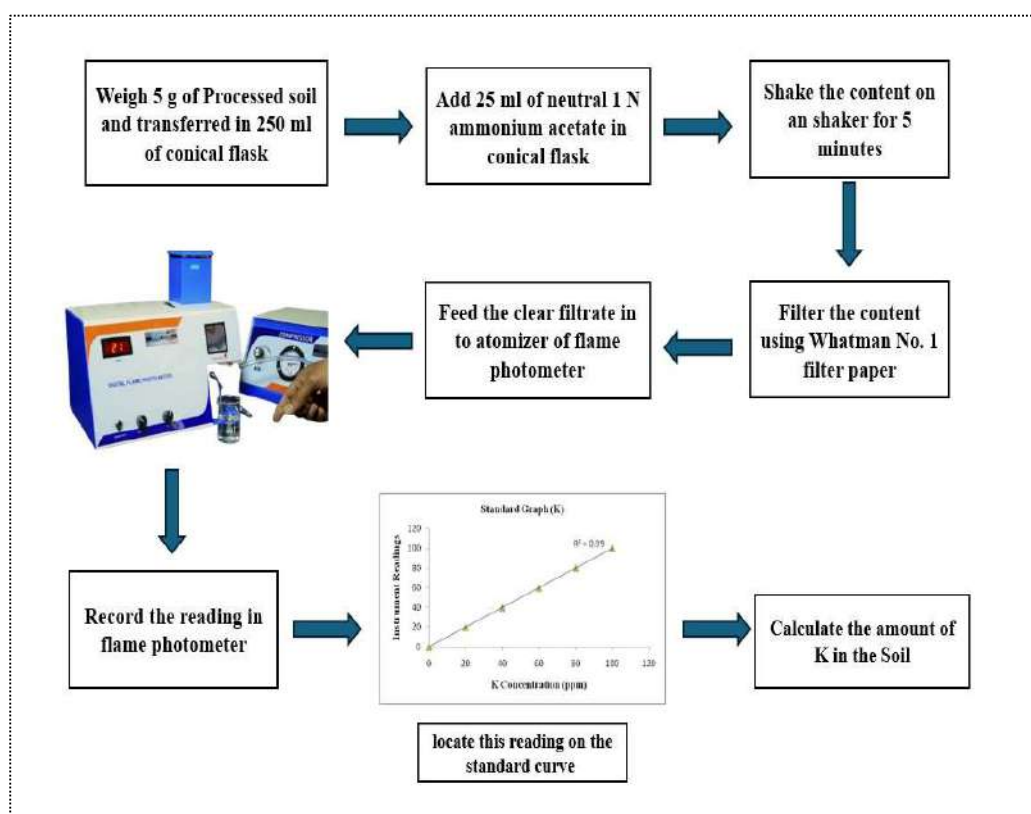 Weigh 5 g of Processed soil
and transferred in 250 ml
of conical flask
Add 25 ml of neutral 1 N
ammonium acetate in
conical flask
Shake the content on
an shaker for 5
minutes
Filter the content
using Whatman No. 1
filter paper
Feed the clear filtrate in
to atomizer of flame
photometer
21
COMPRESSOR
DIGITAL FLAME PHOTOMETER
Record the reading in
flame photometer
Standard Graph (K)
Instrument Readings
120
100
80
60
40
20
0
R² = 0.99
0 20 40 60 80 100 120
K Concentration (ppm)
locate this reading on the
standard curve
Calculate the amount of
K in the Soil